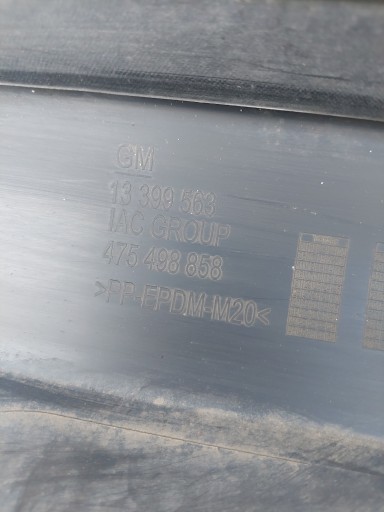 GM
13 399 563
IAC GROUP
475 498 858
>PP-EPDM-M20<